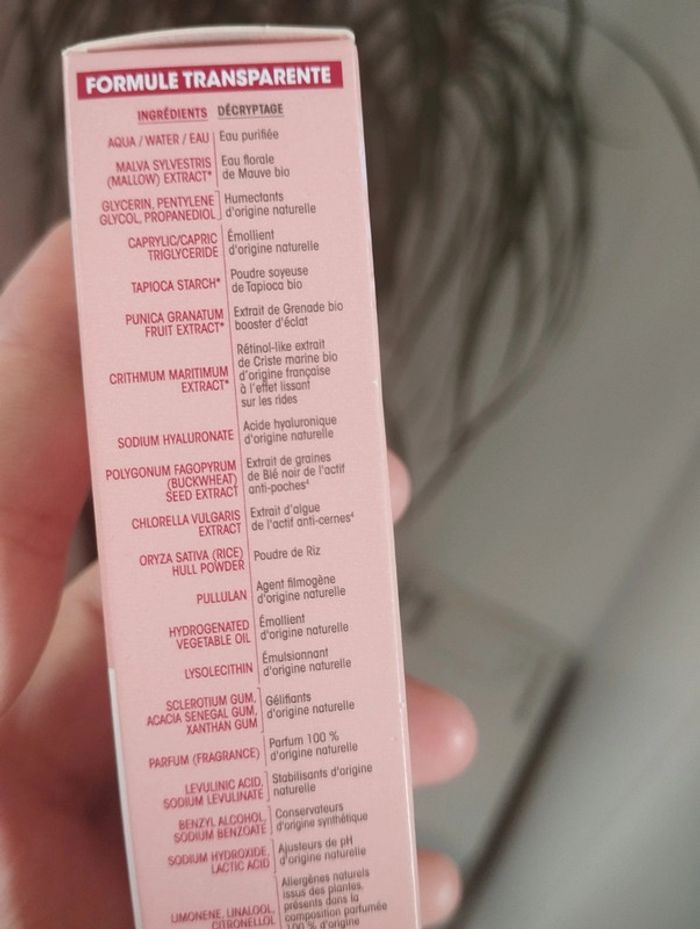 FORMULE TRANSPARENTE
INGRÉDIENTS DÉCRYPTAGE
AQUA / WATER / EAU Eau purifiée
MALVA SYLVESTRIS Eau florale
(MALLOW) EXTRACT* de Mauve bio
GLYCERIN, PENTYLENE Humectants
GLYCOL, PROPANEDIOL d'origine naturelle
CAPRYLIC/CAPRIC Émollient
TRIGLYCERIDE d'origine naturelle
TAPIOCA STARCH* Poudre soyeuse
de Tapioca bio
PUNICA GRANATUM Extrait de Grenade bio
FRUIT EXTRACT* booster d'éclat
CRITHMUM MARITIMUM Rétinol-like extrait
EXTRACT* de Criste marine bio
d'origine française
à l'effet lissant
sur les rides
SODIUM HYALURONATE Acide hyaluronique
d'origine naturelle
POLYGONUM FAGOPYRUM Extrait de graines
(BUCKWHEAT) de Blé noir de l'actif
SEED EXTRACT anti-poches⁴
CHLORELLA VULGARIS Extrait d'algue
EXTRACT de l'actif anti-cernes⁴
ORYZA SATIVA (RICE) Poudre de Riz
HULL POWDER
PULLULAN Agent filmogène
d'origine naturelle
HYDROGENATED Émollient
VEGETABLE OIL d'origine naturelle
LYSOLECITHIN Émulsionnant
d'origine naturelle
SCLEROTIUM GUM, Gélifiants
ACACIA SENEGAL GUM, d'origine naturelle
XANTHAN GUM
PARFUM (FRAGRANCE) Parfum 100 %
d'origine naturelle
LEVULINIC ACID, Stabilisants d'origine
SODIUM LEVULINATE naturelle
BENZYL ALCOHOL, Conservateurs
SODIUM BENZOATE d'origine synthétique
SODIUM HYDROXIDE, Ajusteurs de pH
LACTIC ACID d'origine naturelle
LIMONENE, LINALOOL, Allergènes naturels
CITRONELLOL issus des plantes,
présents dans la
composition parfumée
100 % d'origine